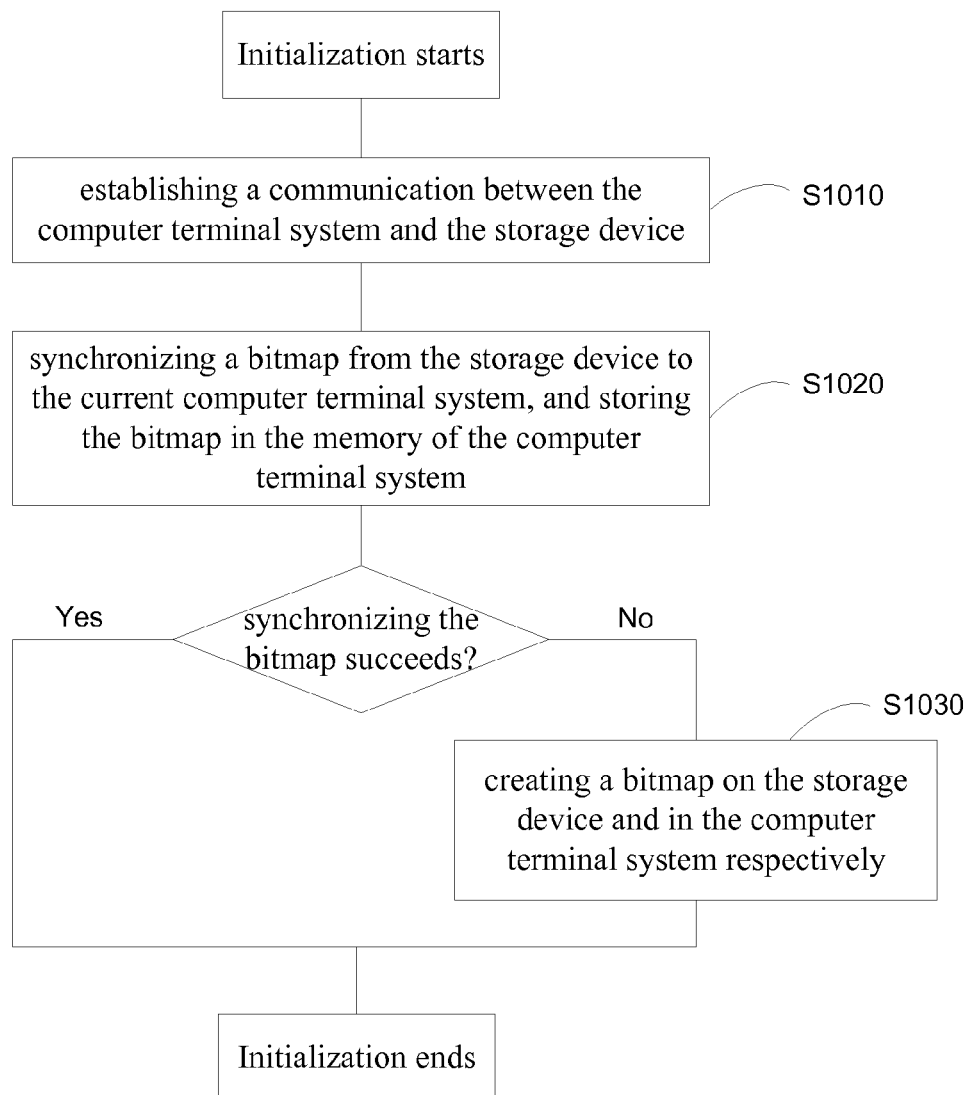 Initialization starts
establishing a communication between the
computer terminal system and the storage device
S1010
synchronizing a bitmap from the storage device to
the current computer terminal system, and storing
the bitmap in the memory of the computer
terminal system
S1020
Yes
synchronizing the
bitmap succeeds?
No
S1030
creating a bitmap on the storage
device and in the computer
terminal system respectively
Initialization ends